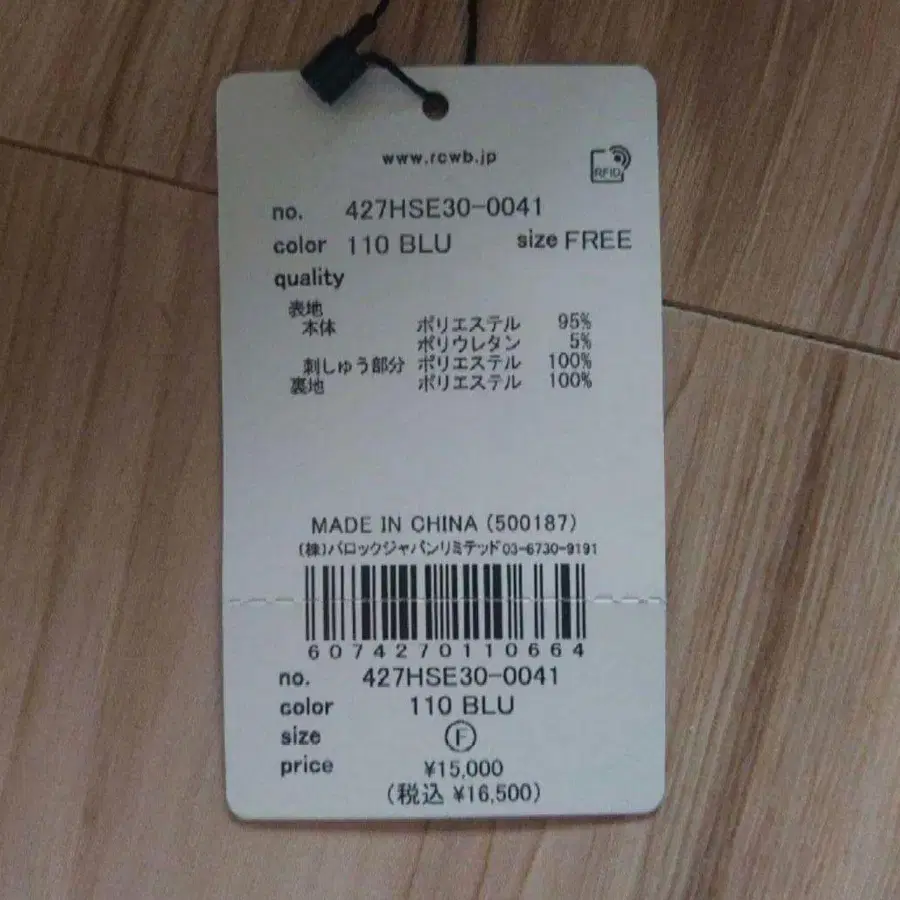 www.rcwb.jp
RFID
no. 427HSE30-0041
color 110 BLU size FREE
quality
表地
本体 ポリエステル 95%
ポリウレタン 5%
刺しゅう部分 ポリエステル 100%
裏地 ポリエステル 100%
MADE IN CHINA (500187)
(株)バロックジャパンリミテッド03-6730-9191
6074270110664
no. 427HSE30-0041
color 110 BLU
size F
price ¥15,000
(税込 ¥16,500)